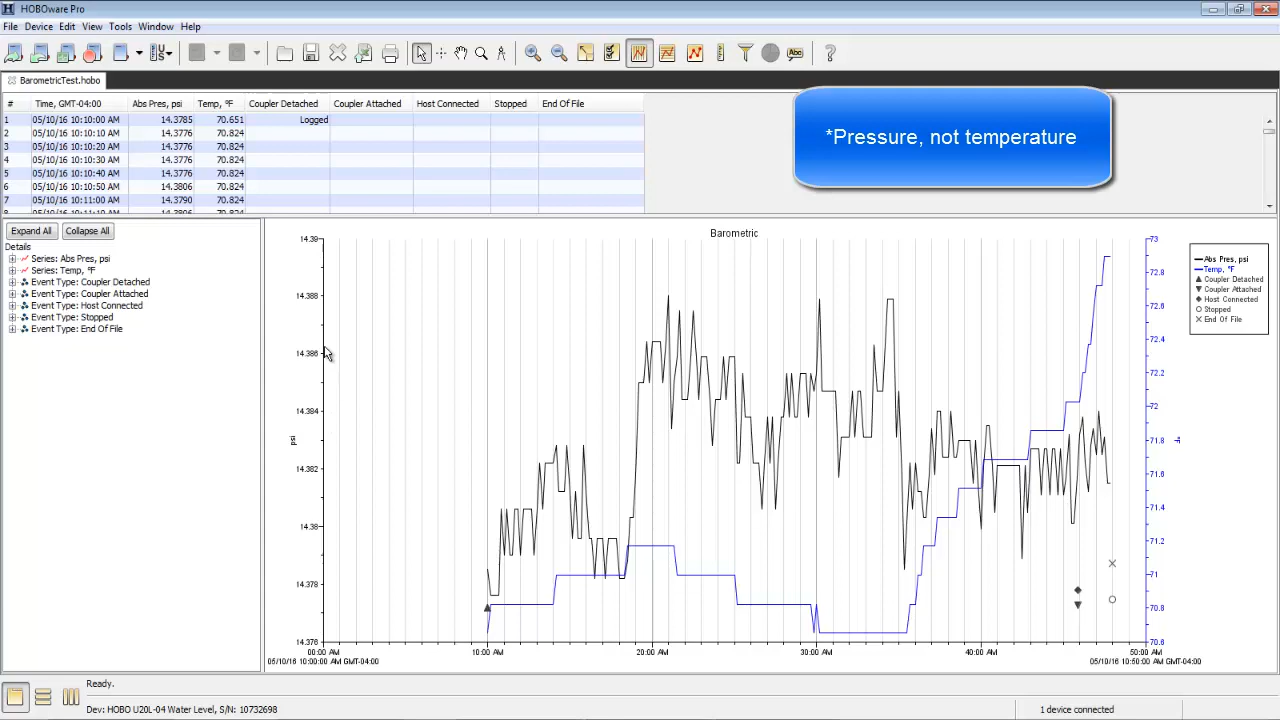 HOBOware Pro
File Device Edit View Tools Window Help
BarometricTest.hobo
# Time, GMT-04:00 Abs Pres, psi Temp, °F Coupler Detached Coupler Attached Host Connected Stopped End Of File
1 05/10/16 10:10:00 AM 14.3785 70.651 Logged
2 05/10/16 10:10:10 AM 14.3776 70.824
3 05/10/16 10:10:20 AM 14.3776 70.824
4 05/10/16 10:10:30 AM 14.3776 70.824
5 05/10/16 10:10:40 AM 14.3776 70.824
6 05/10/16 10:10:50 AM 14.3806 70.824
7 05/10/16 10:11:00 AM 14.3790 70.824
8 05/10/16 10:11:10 AM 14.3806 70.824
*Pressure, not temperature
Expand All Collapse All
Details
Series: Abs Pres, psi
Series: Temp, °F
Event Type: Coupler Detached
Event Type: Coupler Attached
Event Type: Host Connected
Event Type: Stopped
Event Type: End Of File
Barometric
14.39
14.388
14.386
14.384
14.382
14.38
14.378
14.376
psi
73
72.8
72.6
72.4
72.2
72
71.8
71.6
71.4
71.2
71
70.8
70.6
°F
Abs Pres, psi
Temp, °F
Coupler Detached
Coupler Attached
Host Connected
Stopped
End Of File
00:00 AM 10:00 AM 20:00 AM 30:00 AM 40:00 AM 50:00 AM
05/10/16 10:00:00 AM GMT-04:00 05/10/16 10:50:00 AM GMT-04:00
Ready.
Dev: HOBO U20L-04 Water Level, S/N: 10732698 1 device connected